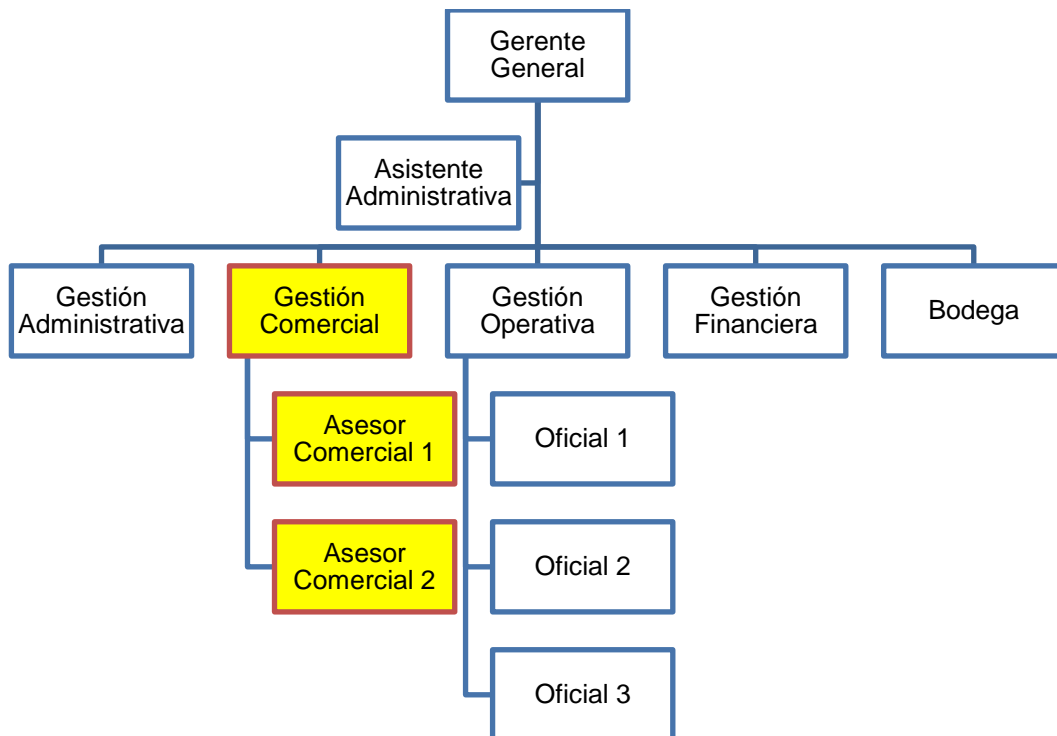 Gerente
General
Asistente
Administrativa
Gestión
Administrativa
Gestión
Comercial
Gestión
Operativa
Gestión
Financiera
Bodega
Asesor
Comercial 1
Oficial 1
Asesor
Comercial 2
Oficial 2
Oficial 3